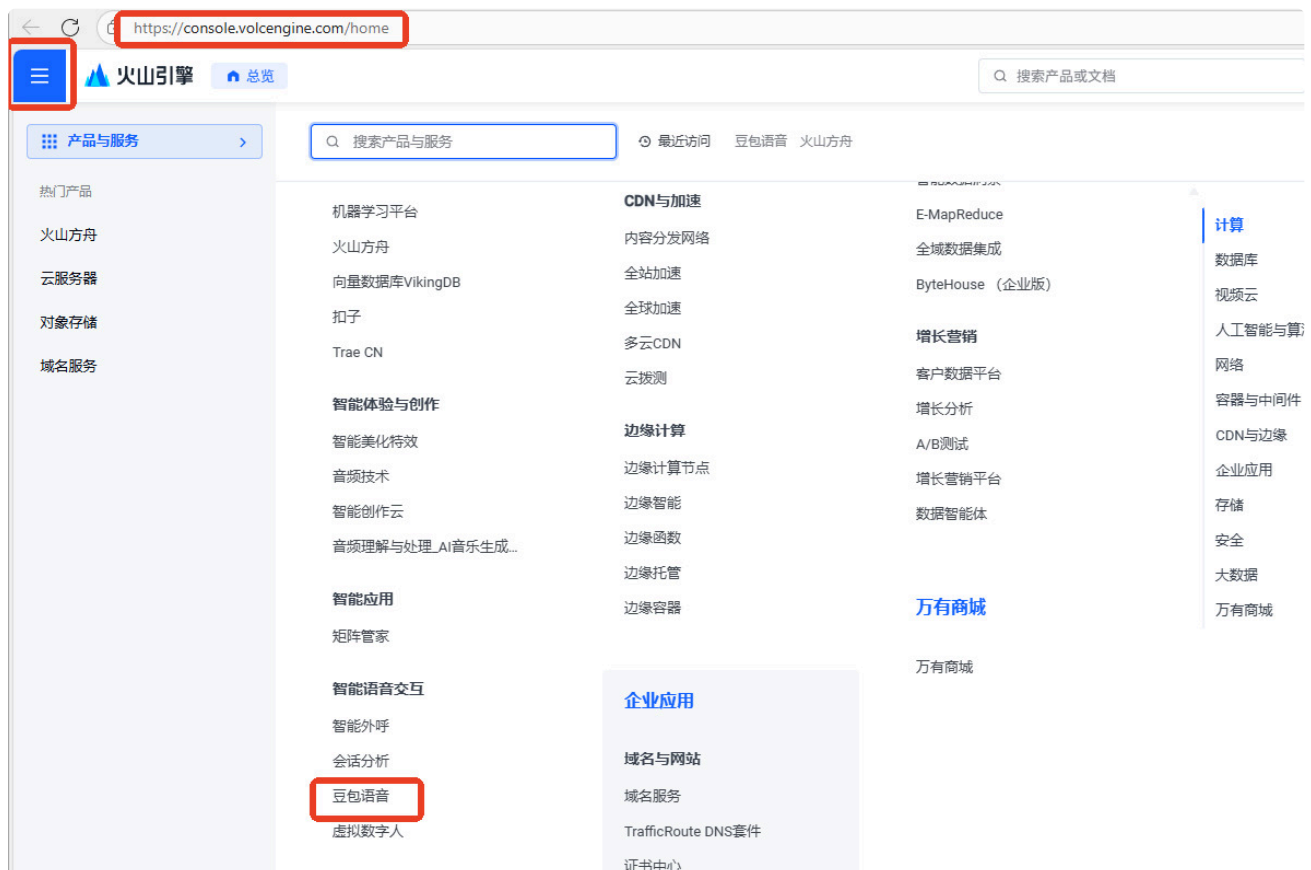 https://console.volcengine.com/home
火山引擎
总览
搜索产品或文档
产品与服务
热门产品
火山方舟
云服务器
对象存储
域名服务
搜索产品与服务
最近访问 豆包语音 火山方舟
机器学习平台
火山方舟
向量数据库VikingDB
扣子
Trae CN
智能体验与创作
智能美化特效
音频技术
智能创作云
音频理解与处理_AI音乐生成...
智能应用
矩阵管家
智能语音交互
智能外呼
会话分析
豆包语音
虚拟数字人
CDN与加速
内容分发网络
全站加速
全球加速
多云CDN
云拨测
边缘计算
边缘计算节点
边缘智能
边缘函数
边缘托管
边缘容器
企业应用
域名与网站
域名服务
TrafficRoute DNS套件
证书中心
E-MapReduce
全域数据集成
ByteHouse （企业版）
增长营销
客户数据平台
增长分析
A/B测试
增长营销平台
数据智能体
万有商城
万有商城
计算
数据库
视频云
人工智能与算
网络
容器与中间件
CDN与边缘
企业应用
存储
安全
大数据
万有商城